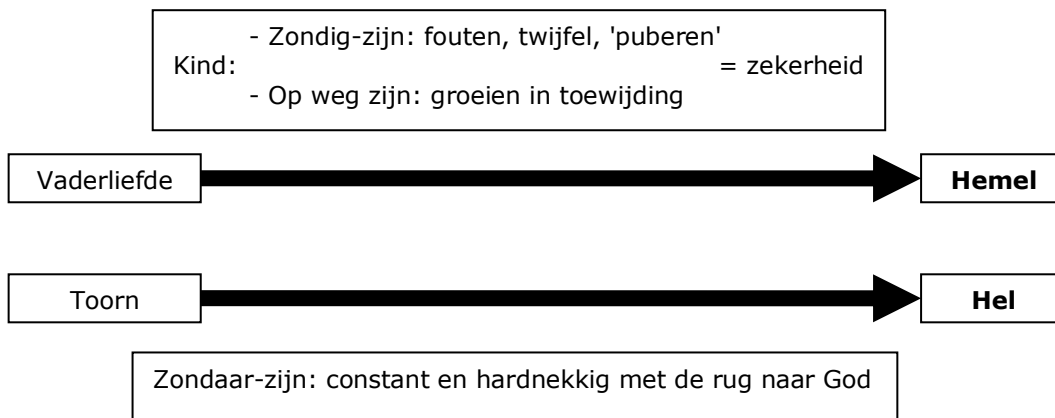 - Zondig-zijn: fouten, twijfel, 'puberen'
Kind: = zekerheid
- Op weg zijn: groeien in toewijding
Vaderliefde Hemel
Toorn Hel
Zondaar-zijn: constant en hardnekkig met de rug naar God